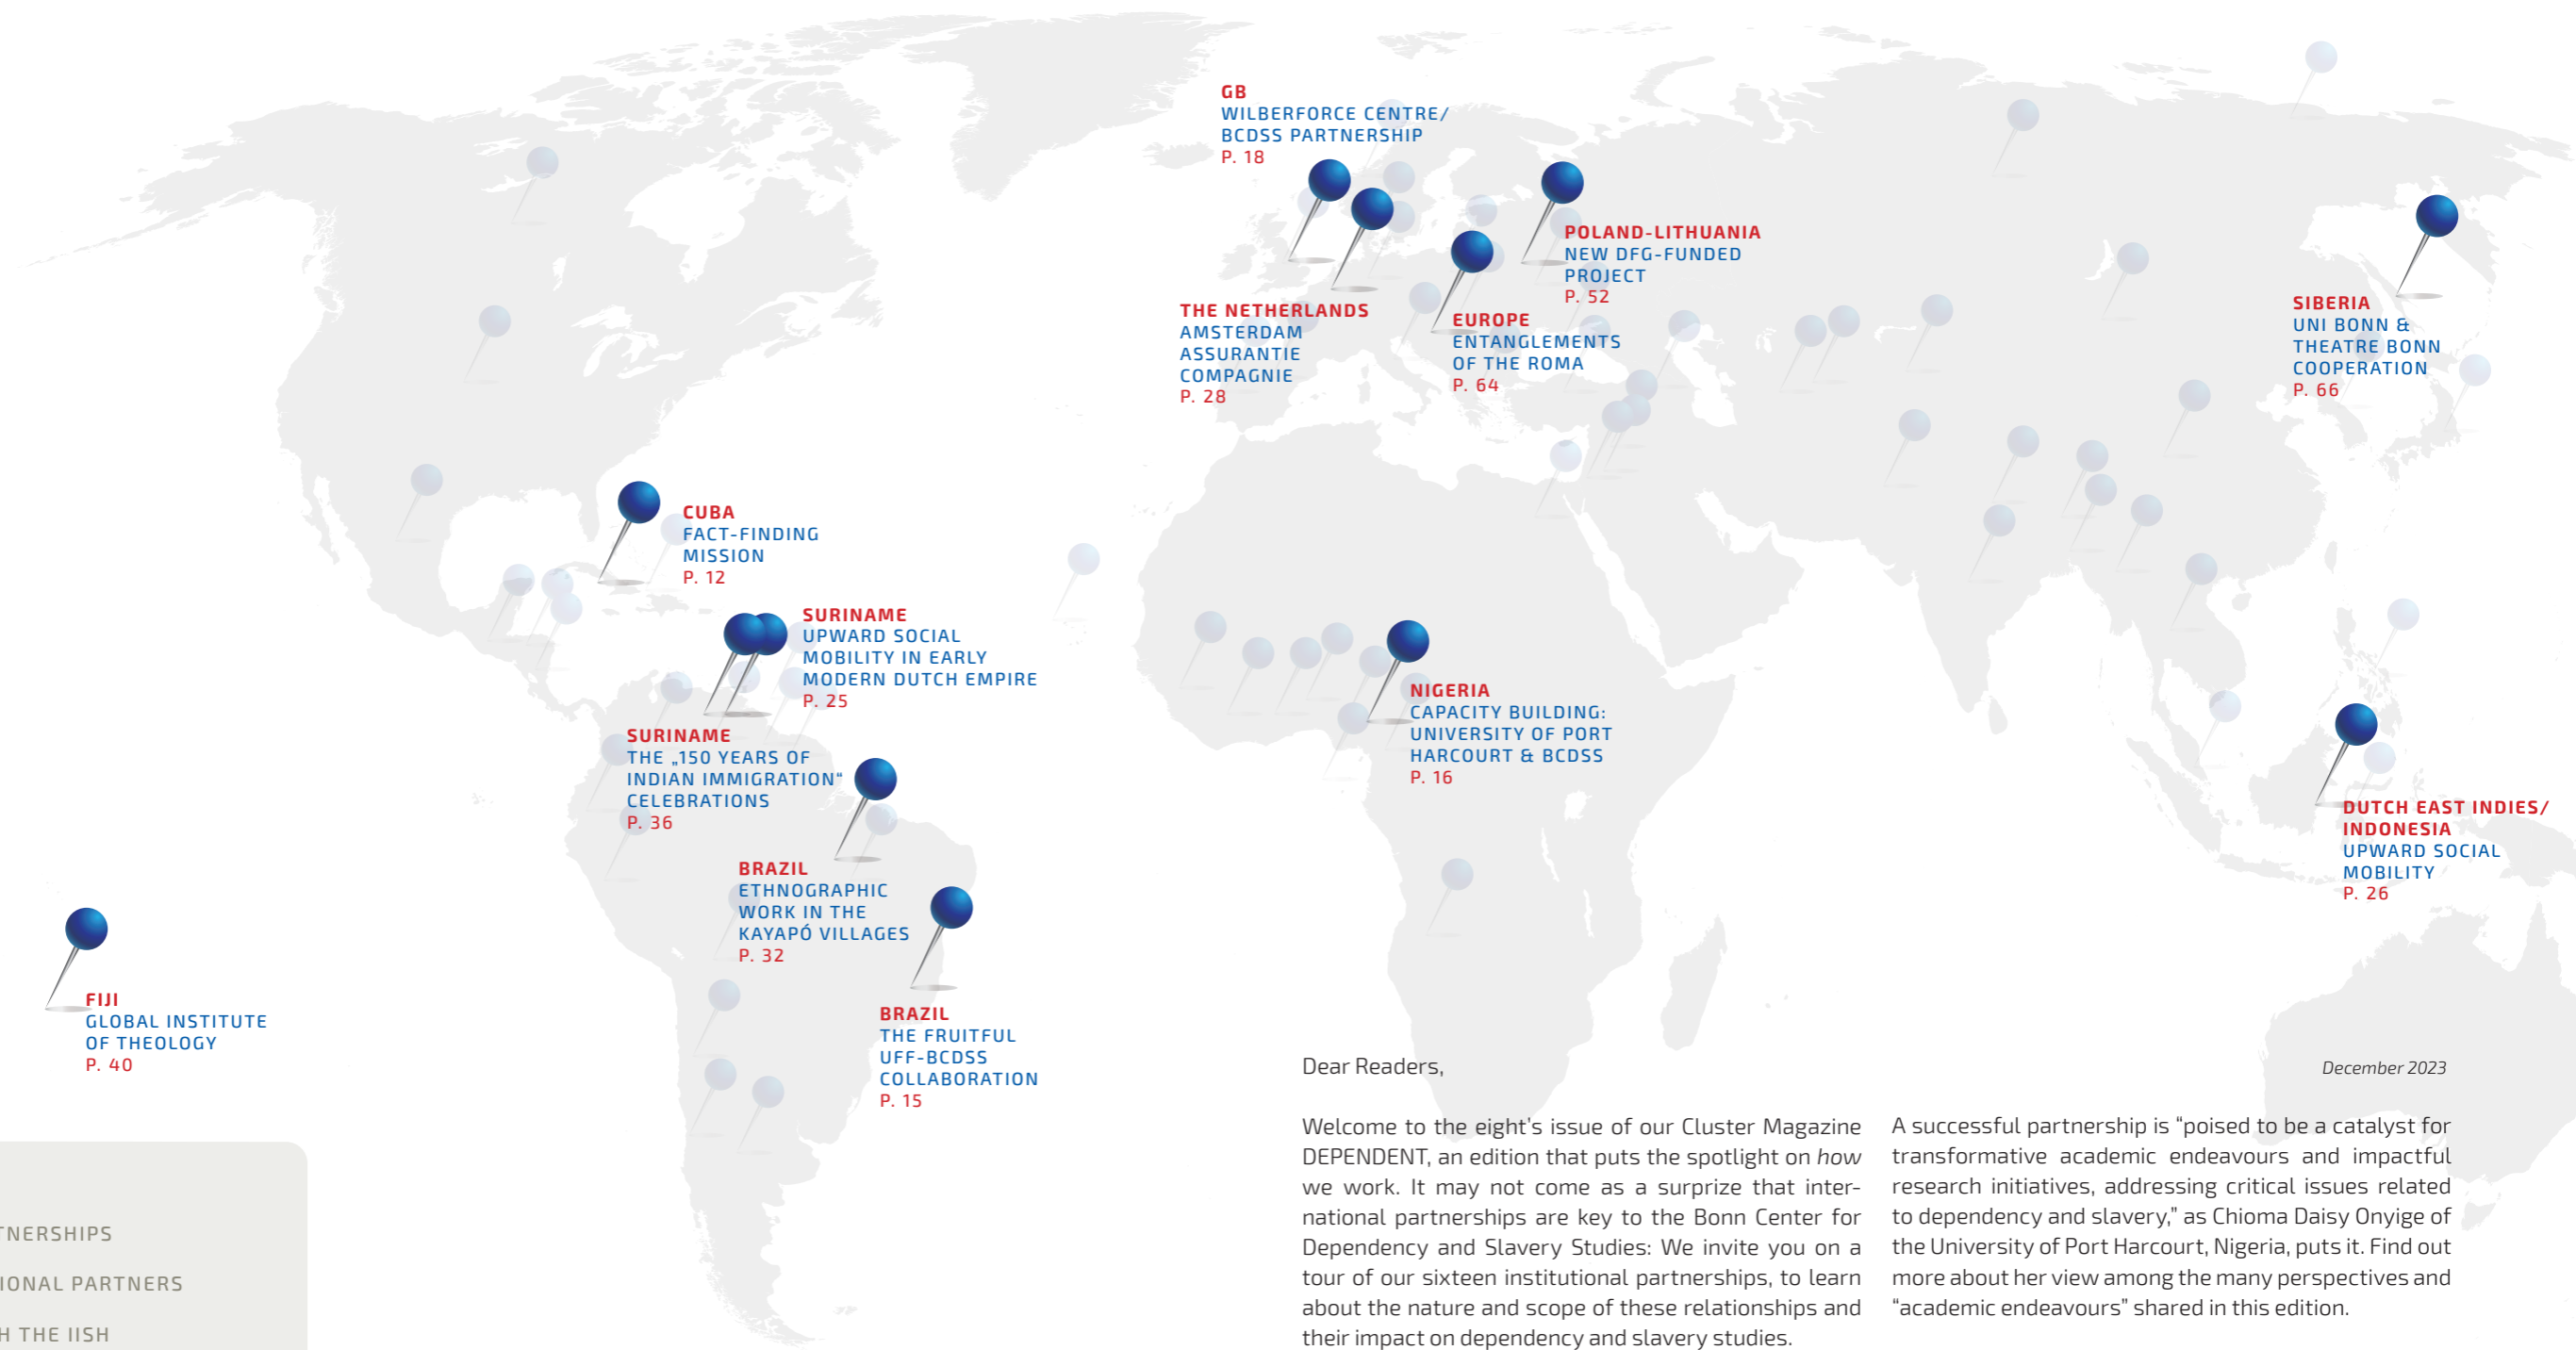 GB
WILBERFORCE CENTRE/
BCDSS PARTNERSHIP
P. 18
POLAND-LITHUANIA
NEW DFG-FUNDED
PROJECT
P. 52
THE NETHERLANDS
AMSTERDAM
ASSURANTIE
COMPAGNIE
P. 28
EUROPE
ENTANGLEMENTS
OF THE ROMA
P. 64
SIBERIA
UNI BONN &
THEATRE BONN
COOPERATION
P. 66
CUBA
FACT-FINDING
MISSION
P. 12
SURINAME
UPWARD SOCIAL
MOBILITY IN EARLY
MODERN DUTCH EMPIRE
P. 25
SURINAME
THE „150 YEARS OF
INDIAN IMMIGRATION“
CELEBRATIONS
P. 36
NIGERIA
CAPACITY BUILDING:
UNIVERSITY OF PORT
HARCOURT & BCDSS
P. 16
DUTCH EAST INDIES/
INDONESIA
UPWARD SOCIAL
MOBILITY
P. 26
BRAZIL
ETHNOGRAPHIC
WORK IN THE
KAYAPÓ VILLAGES
P. 32
FIJI
GLOBAL INSTITUTE
OF THEOLOGY
P. 40
BRAZIL
THE FRUITFUL
UFF-BCDSS
COLLABORATION
P. 15
TNERSHIPS
IONAL PARTNERS
H THE IISH
Dear Readers,
December 2023
Welcome to the eight’s issue of our Cluster Magazine
DEPENDENT, an edition that puts the spotlight on how
we work. It may not come as a surprise that inter-
national partnerships are key to the Bonn Center for
Dependency and Slavery Studies: We invite you on a
tour of our sixteen institutional partnerships, to learn
about the nature and scope of these relationships and
their impact on dependency and slavery studies.
A successful partnership is “poised to be a catalyst for
transformative academic endeavours and impactful
research initiatives, addressing critical issues related
to dependency and slavery,” as Chioma Daisy Onyige of
the University of Port Harcourt, Nigeria, puts it. Find out
more about her view among the many perspectives and
“academic endeavours” shared in this edition.